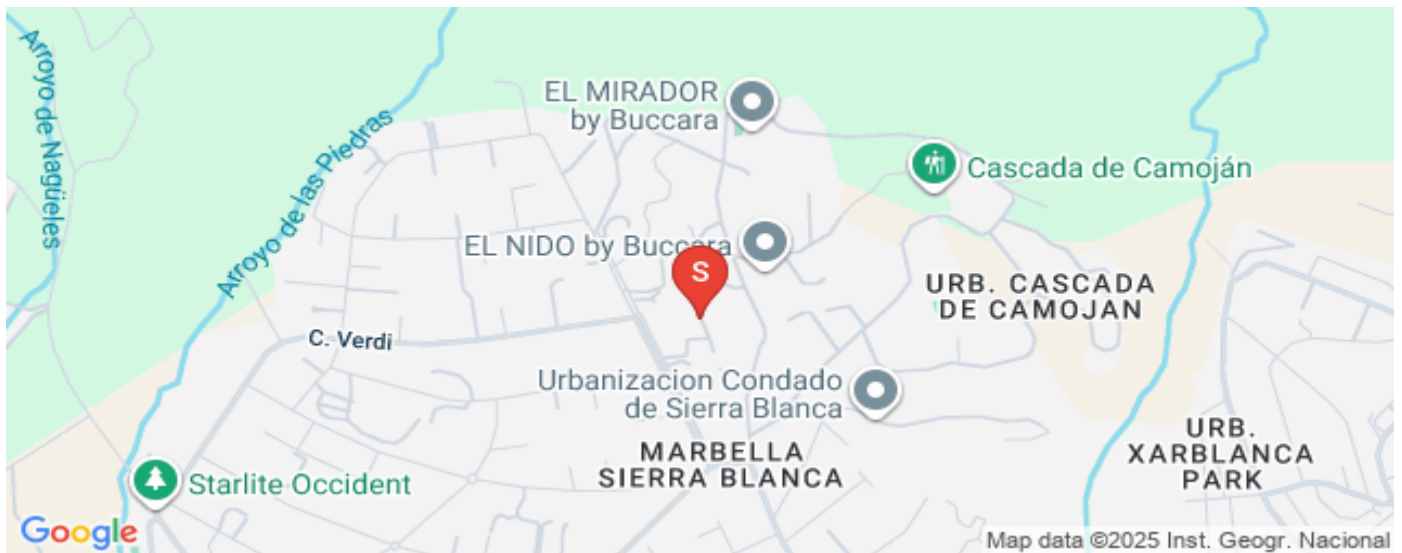 Arroyo de Nagüeles
Arroyo de las Piedras
EL MIRADOR
by Buccara
Cascada de Camoján
EL NIDO by Buccara
S
URB. CASCADA
DE CAMOJAN
C. Verdi
Urbanizacion Condado
de Sierra Blanca
MARBELLA
SIERRA BLANCA
URB.
XARBLANCA
PARK
Starlite Occident
Google
Map data ©2025 Inst. Geogr. Nacional